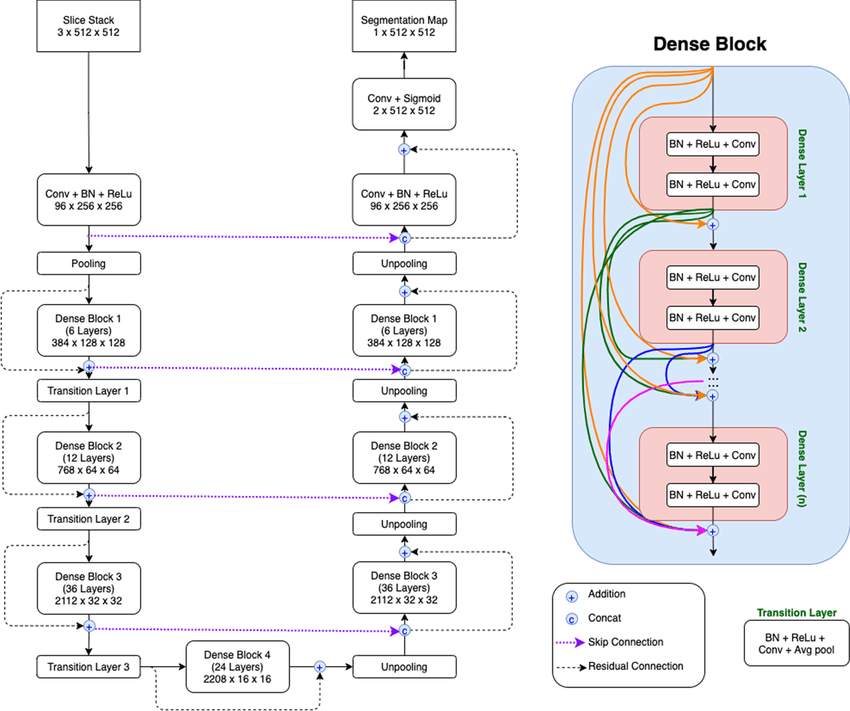 Slice Stack
3 x 512 x 512
Conv + BN + ReLu
96 x 256 x 256
Pooling
Dense Block 1
(6 Layers)
384 x 128 x 128
+
Transition Layer 1
Dense Block 2
(12 Layers)
768 x 64 x 64
+
Transition Layer 2
Dense Block 3
(36 Layers)
2112 x 32 x 32
+
Transition Layer 3
Dense Block 4
(24 Layers)
2208 x 16 x 16
+
Segmentation Map
1 x 512 x 512
Conv + Sigmoid
2 x 512 x 512
+
Conv + BN + ReLu
96 x 256 x 256
c
Unpooling
+
Dense Block 1
(6 Layers)
384 x 128 x 128
c
Unpooling
+
Dense Block 2
(12 Layers)
768 x 64 x 64
c
Unpooling
+
Dense Block 3
(36 Layers)
2112 x 32 x 32
c
Unpooling
Dense Block
BN + ReLu + Conv
BN + ReLu + Conv
Dense Layer 1
+
BN + ReLu + Conv
BN + ReLu + Conv
Dense Layer 2
+
+
BN + ReLu + Conv
BN + ReLu + Conv
Dense Layer (n)
+
+ Addition
c Concat
Skip Connection
Residual Connection
Transition Layer
BN + ReLu +
Conv + Avg pool